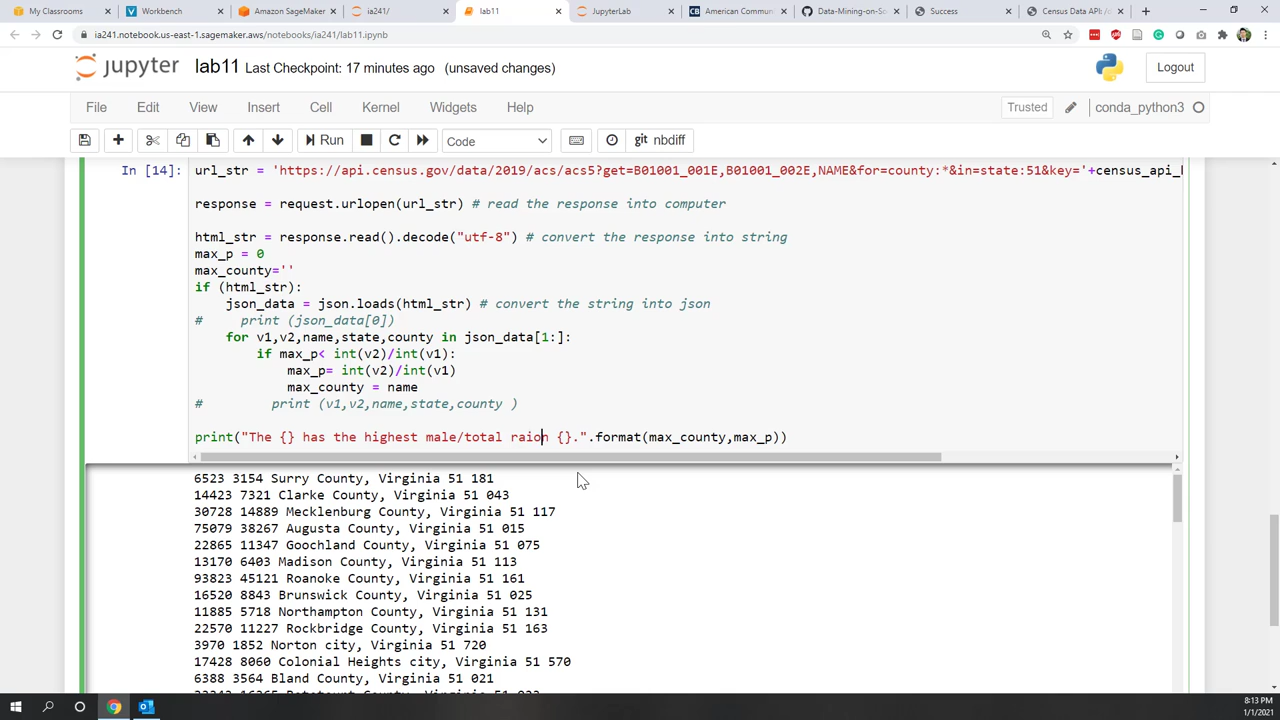 My Classrooms
Workbench
Amazon SageMaker
ia241/
lab11
JupyterLab
American Commun
Data-Mining-on-So
Success
Census Data API: /d
ia241.notebook.us-east-1.sagemaker.aws/notebooks/ia241/lab11.ipynb
jupyter lab11 Last Checkpoint: 17 minutes ago (unsaved changes)
Logout
File Edit View Insert Cell Kernel Widgets Help
Trusted
conda_python3
Run
Code
nbdiff
In [14]:
url_str = 'https://api.census.gov/data/2019/acs/acs5?get=B01001_001E,B01001_002E,NAME&for=county:*&in=state:51&key='+census_api_k
response = request.urlopen(url_str) # read the response into computer
html_str = response.read().decode("utf-8") # convert the response into string
max_p = 0
max_county=''
if (html_str):
json_data = json.loads(html_str) # convert the string into json
# print (json_data[0])
for v1,v2,name,state,county in json_data[1:]:
if max_p< int(v2)/int(v1):
max_p= int(v2)/int(v1)
max_county = name
# print (v1,v2,name,state,county )
print("The {} has the highest male/total raion {}.".format(max_county,max_p))
6523 3154 Surry County, Virginia 51 181
14423 7321 Clarke County, Virginia 51 043
30728 14889 Mecklenburg County, Virginia 51 117
75079 38267 Augusta County, Virginia 51 015
22865 11347 Goochland County, Virginia 51 075
13170 6403 Madison County, Virginia 51 113
93823 45121 Roanoke County, Virginia 51 161
16520 8843 Brunswick County, Virginia 51 025
11885 5718 Northampton County, Virginia 51 131
22570 11227 Rockbridge County, Virginia 51 163
3970 1852 Norton city, Virginia 51 720
17428 8060 Colonial Heights city, Virginia 51 570
6388 3564 Bland County, Virginia 51 021
8:13 PM
1/1/2021